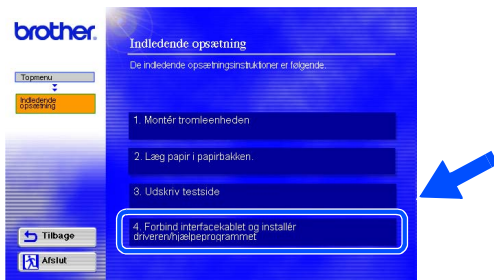 brother.
Topmenu
Indledende
opsætning
Tilbage
Afslut
Indledende opsætning
De indledende opsætningsinstruktioner er følgende.
1. Montér tromleenheden
2. Læg papir i papirbakken.
3. Udskriv testside
4. Forbind interfacekablet og installér
driveren/hjælpeprogrammet